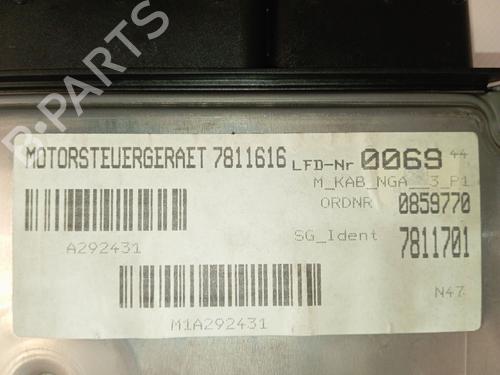 MOTORSTEUERGERAET 7811616 LFD-Nr 0069 44
M_KAB_NGA__3_P1
ORDNR 0859770
A292431
SG_Ident 7811701
M1A292431
N47
B-PARTS